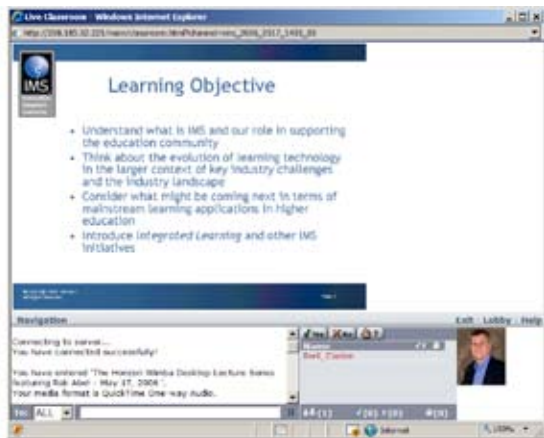 Live Classroom - Windows Internet Explorer
IMS
Learning Objective
• Understand what is IMS and our role in supporting
the education community
• Think about the evolution of learning technology
in the larger context of key industry challenges
and the industry landscape
• Consider what might be coming next in terms of
mainstream learning applications in higher
education
• Introduce Integrated Learning and other IMS
initiatives
Navigation
Exit Lobby Help
Connecting to server...
You have connected successfully!
You have entered 'The Horizon Wimba Desktop Lecture Series
featuring Rob Abel - May 17, 2006 '.
Your media format is QuickTime One-way Audio.
Yes No ?
Name
To: ALL
Internet
100%